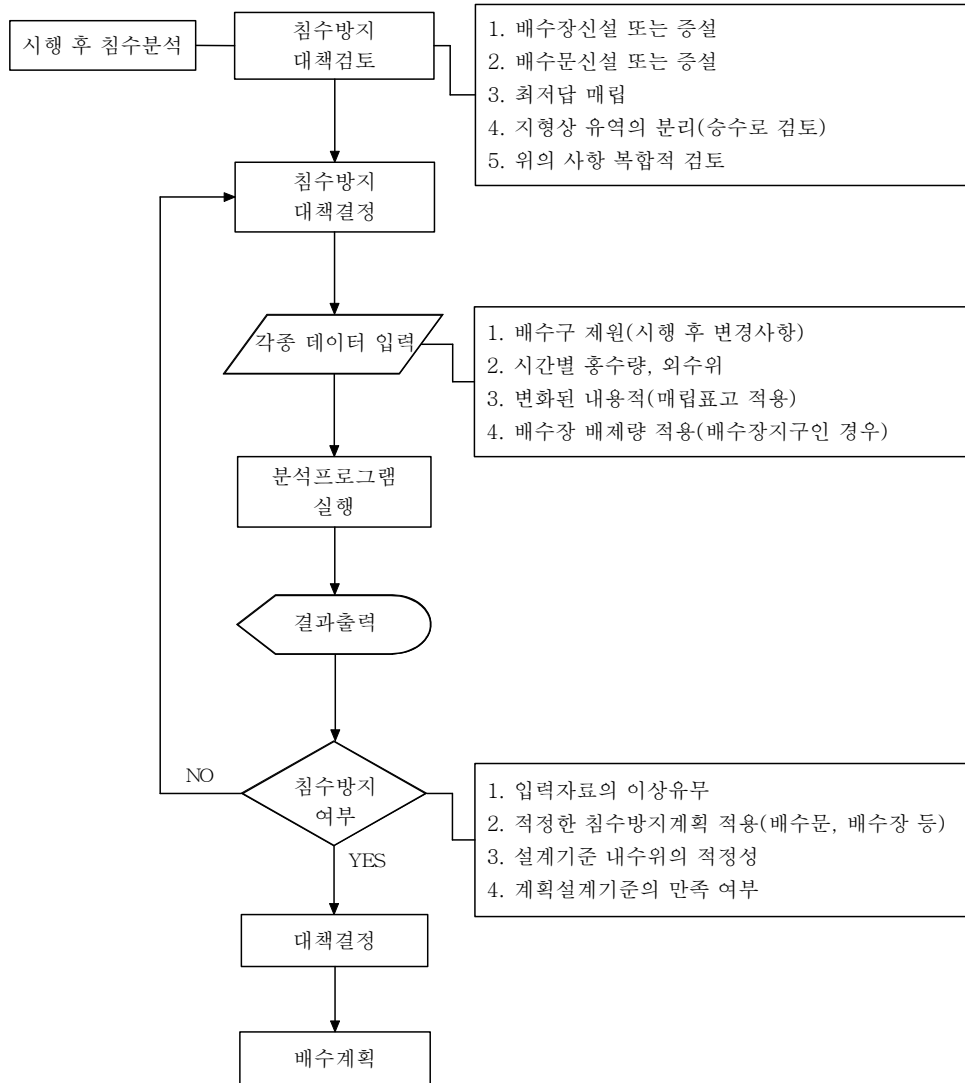 시행 후 침수분석
침수방지
대책검토
1. 배수장신설 또는 증설
2. 배수문신설 또는 증설
3. 최저답 매립
4. 지형상 유역의 분리(승수로 검토)
5. 위의 사항 복합적 검토
침수방지
대책결정
각종 데이터 입력
1. 배수구 제원(시행 후 변경사항)
2. 시간별 홍수량, 외수위
3. 변화된 내용적(매립표고 적용)
4. 배수장 배제량 적용(배수장지구인 경우)
분석프로그램
실행
결과출력
NO
침수방지
여부
YES
1. 입력자료의 이상유무
2. 적정한 침수방지계획 적용(배수문, 배수장 등)
3. 설계기준 내수위의 적정성
4. 계획설계기준의 만족 여부
대책결정
배수계획